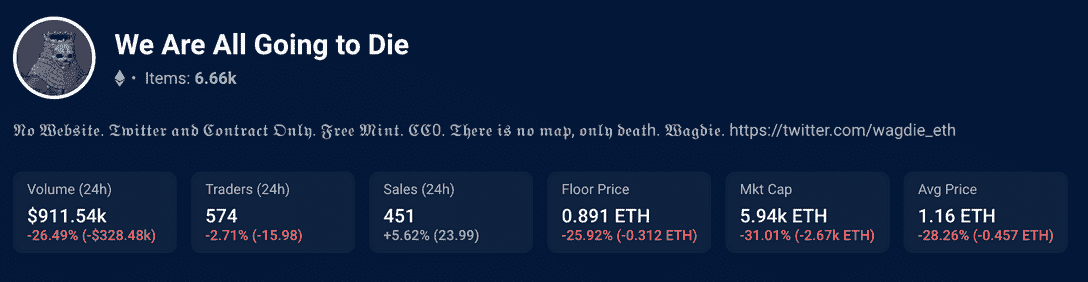 We Are All Going to Die
• Items: 6.66k
𝕹𝖔 𝖂𝖊𝖇𝖘𝖎𝖙𝖊. 𝕿𝖜𝖎𝖙𝖙𝖊𝖗 𝖆𝖓𝖉 𝕮𝖔𝖓𝖙𝖗𝖆𝖈𝖙 𝕺𝖓𝖑𝖞. 𝕱𝖗𝖊𝖊 𝕸𝖎𝖓𝖙. 𝕮𝕮0. 𝕿𝖍𝖊𝖗𝖊 𝖎𝖘 𝖓𝖔 𝖒𝖆𝖕, 𝖔𝖓𝖑𝖞 𝖉𝖊𝖆𝖙𝖍. 𝖂𝖆𝖌𝖉𝖎𝖊. https://twitter.com/wagdie_eth
Volume (24h) Traders (24h) Sales (24h) Floor Price Mkt Cap Avg Price
$911.54k 574 451 0.891 ETH 5.94k ETH 1.16 ETH
-26.49% (-$328.48k) -2.71% (-15.98) +5.62% (23.99) -25.92% (-0.312 ETH) -31.01% (-2.67k ETH) -28.26% (-0.457 ETH)